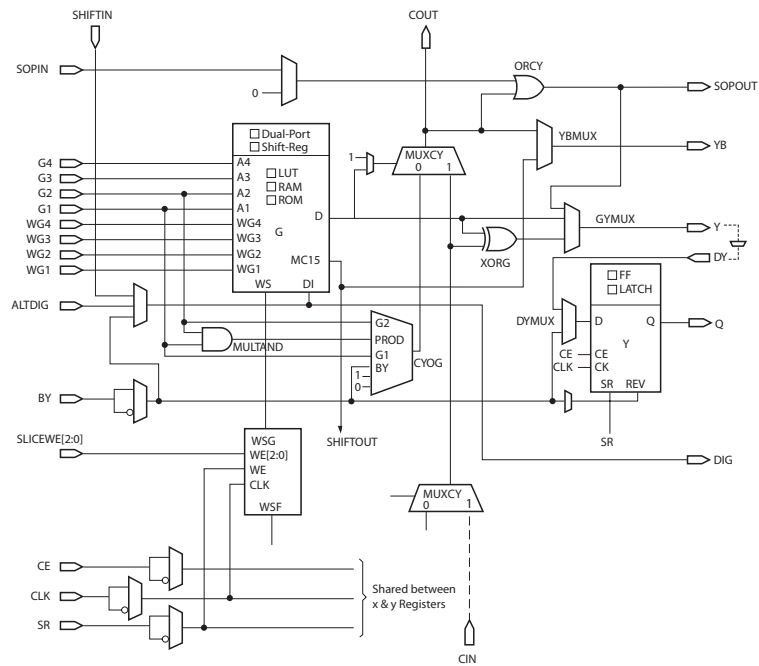 SHIFTIN
COUT
SOPIN
ORCY
0
SOPOUT
Dual-Port
Shift-Reg
YBMUX
YB
1
MUXCY
0 1
G4
A4
G3
A3
LUT
G2
A2
RAM
G1
A1
ROM
WG4
WG4
D
GYMUX
Y
WG3
WG3
G
WG2
WG2
MC15
XORG
DY
WG1
WG1
WS
DI
FF
LATCH
ALTDIG
G2
DYMUX
D
Q
Q
MULTAND
PROD
G1
CYOG
Y
BY
1
0
CE
CE
CLK
CK
BY
SR
REV
SLICEWE[2:0]
WSG
WE[2:0]
WE
CLK
WSF
SHIFTOUT
SR
DIG
MUXCY
0 1
CE
CLK
SR
Shared between
x & y Registers
CIN